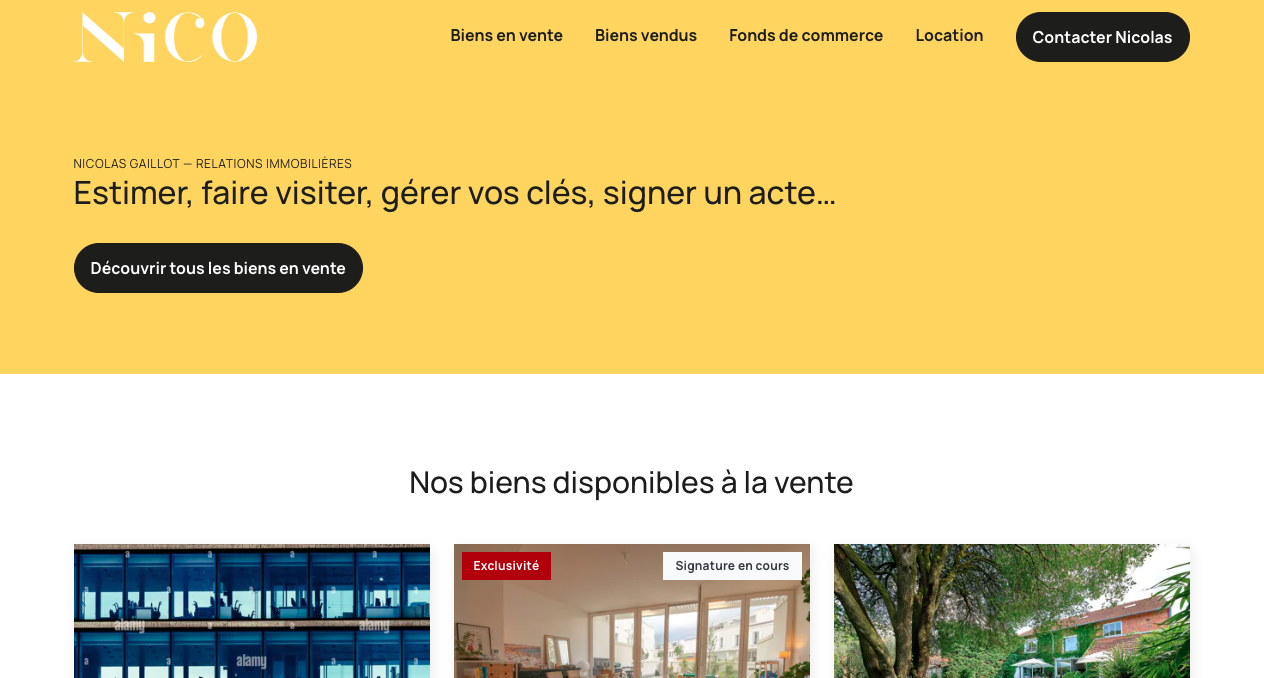 NiCO
Biens en vente
Biens vendus
Fonds de commerce
Location
Contacter Nicolas
NICOLAS GAILLOT — RELATIONS IMMOBILIÈRES
Estimer, faire visiter, gérer vos clés, signer un acte…
Découvrir tous les biens en vente
Nos biens disponibles à la vente
Exclusivité
Signature en cours
a a a a
a a a a
alamy alamy
a
a a a a
alamy